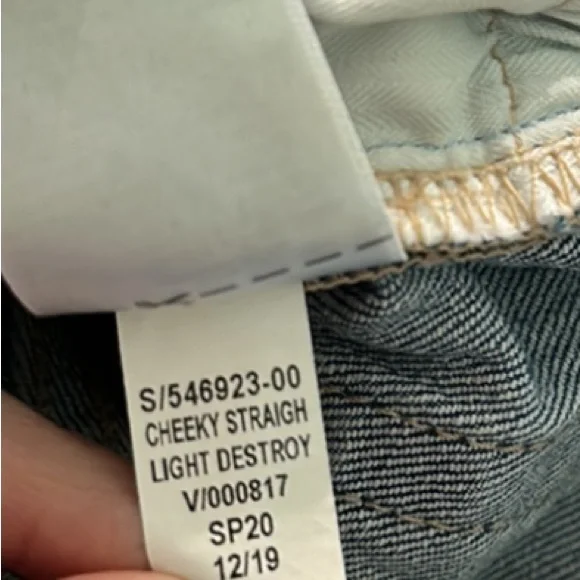 S/546923-00
CHEEKY STRAIGH
LIGHT DESTROY
V/000817
SP20
12/19